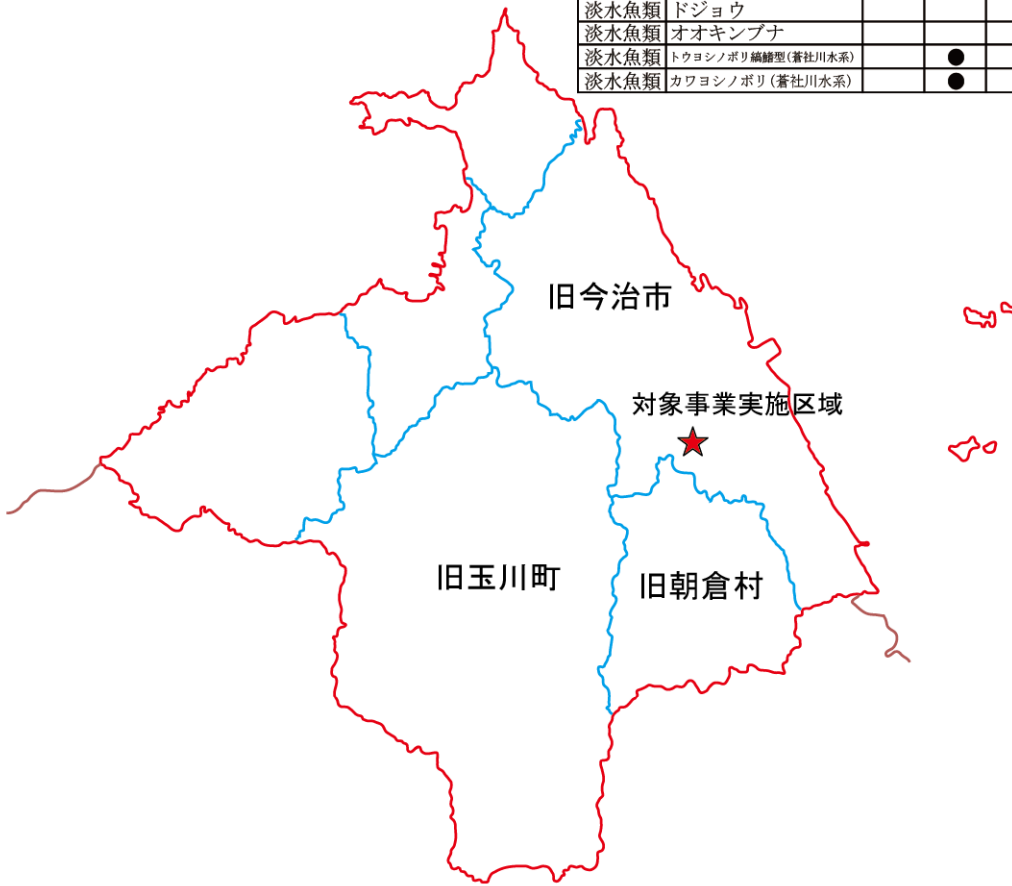 淡水魚類 ドジョウ
淡水魚類 オオキンブナ
淡水魚類 トウヨシノボリ縞鰭型(蒼社川水系) ●
淡水魚類 カワヨシノボリ(蒼社川水系) ●
旧今治市
対象事業実施区域
旧玉川町
旧朝倉村